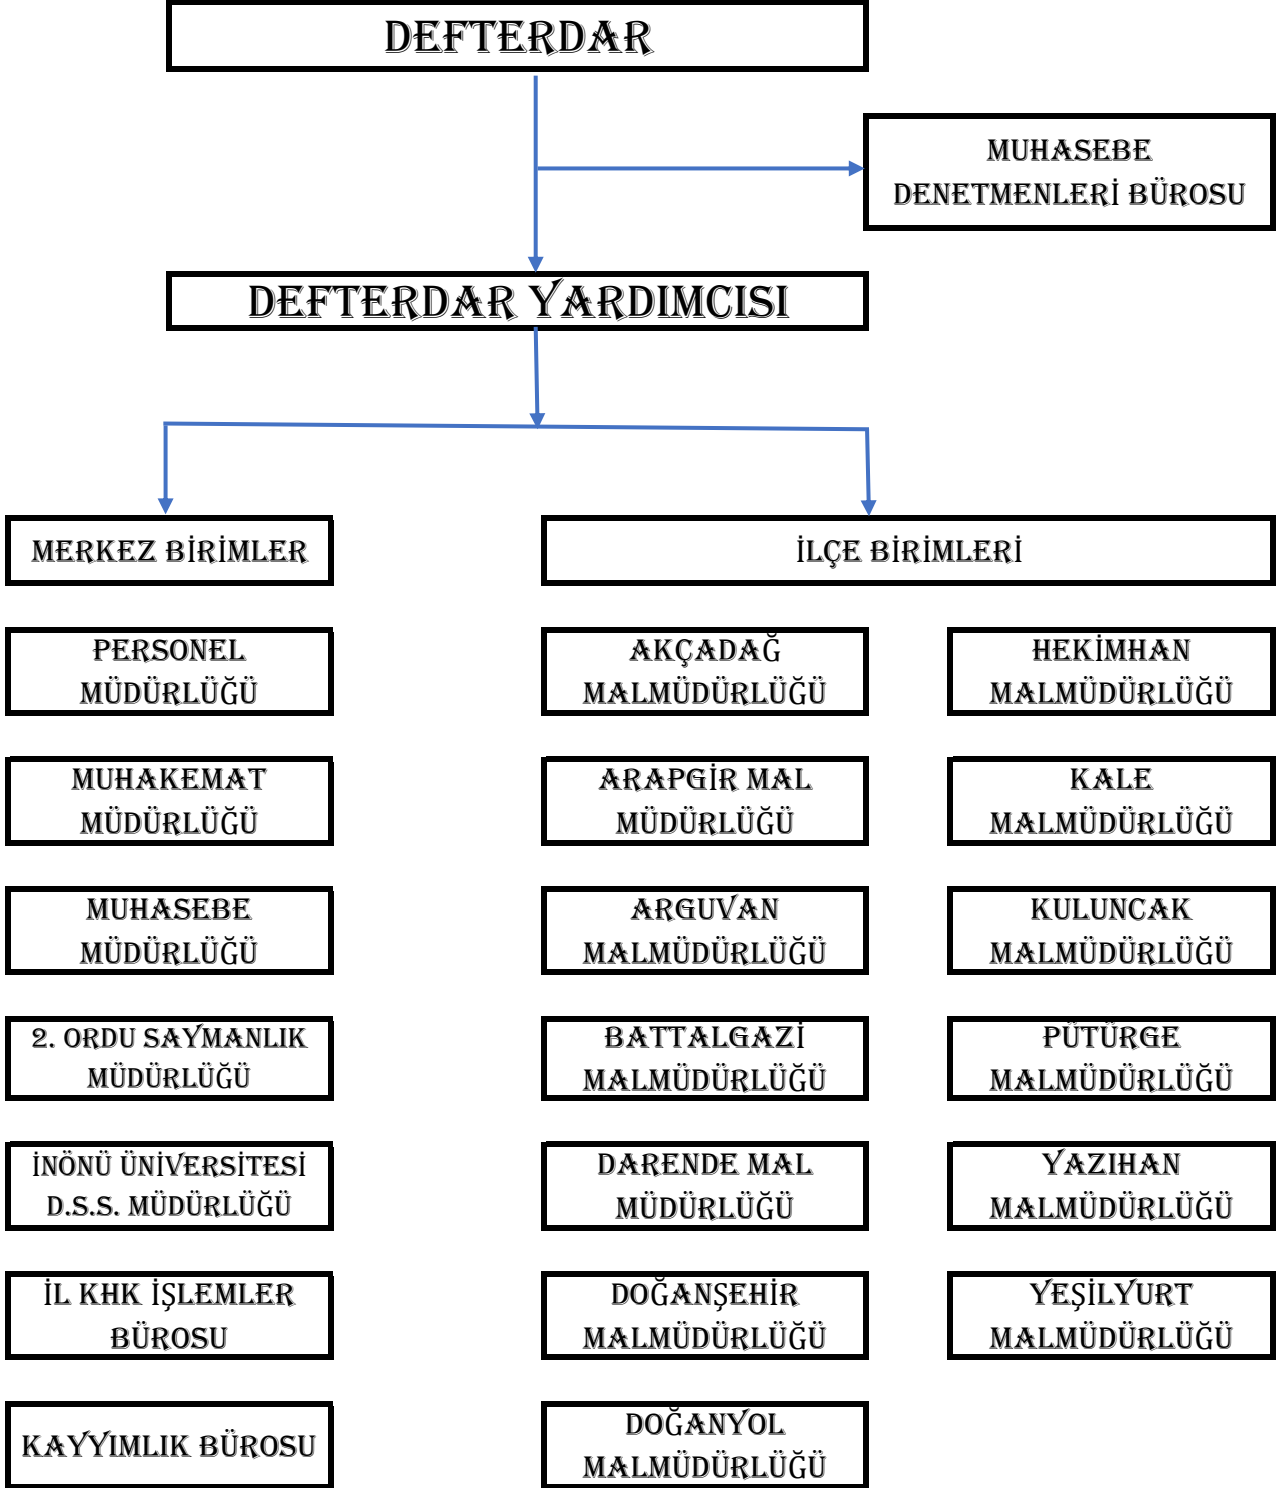 DEFTERDAR
MUHASEBE
DENETMENLERİ BÜROSU
DEFTERDAR YARDIMCISI
MERKEZ BİRİMLER
İLÇE BİRİMLERİ
PERSONEL
MÜDÜRLÜĞÜ
AKÇADAĞ
MALMÜDÜRLÜĞÜ
HEKİMHAN
MALMÜDÜRLÜĞÜ
MUHAKEMAT
MÜDÜRLÜĞÜ
ARAPGİR MAL
MÜDÜRLÜĞÜ
KALE
MALMÜDÜRLÜĞÜ
MUHASEBE
MÜDÜRLÜĞÜ
ARGUVAN
MALMÜDÜRLÜĞÜ
KULUNCAK
MALMÜDÜRLÜĞÜ
2. ORDU SAYMANLIK
MÜDÜRLÜĞÜ
BATTALGAZİ
MALMÜDÜRLÜĞÜ
PÜTÜRGE
MALMÜDÜRLÜĞÜ
İNÖNÜ ÜNİVERSİTESİ
D.S.S. MÜDÜRLÜĞÜ
DARENDE MAL
MÜDÜRLÜĞÜ
YAZIHAN
MALMÜDÜRLÜĞÜ
İL KHK İŞLEMLER
BÜROSU
DOĞANŞEHİR
MALMÜDÜRLÜĞÜ
YEŞİLYURT
MALMÜDÜRLÜĞÜ
KAYYIMLIK BÜROSU
DOĞANYOL
MALMÜDÜRLÜĞÜ